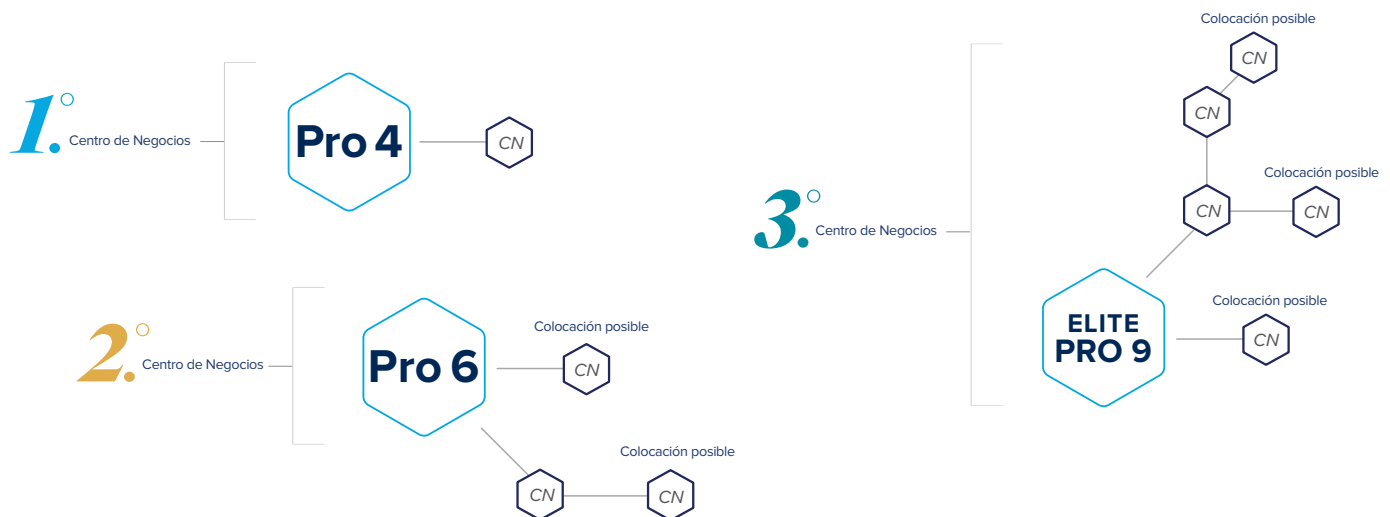 1.°
Centro de Negocios
Pro 4
CN
2.°
Centro de Negocios
Pro 6
Colocación posible
CN
CN
Colocación posible
CN
3.°
Centro de Negocios
Colocación posible
CN
CN
CN
Colocación posible
CN
ELITE
PRO 9
Colocación posible
CN